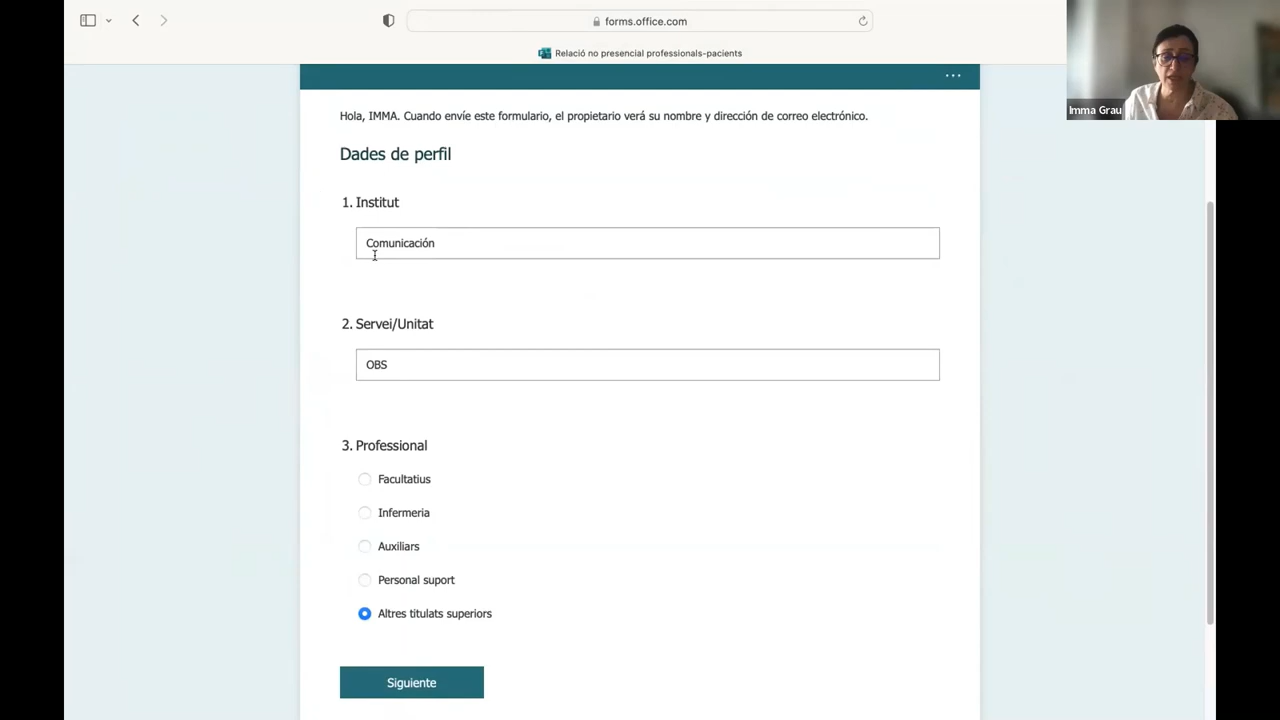 forms.office.com
Relació no presencial professionals-pacients
Imma Grau
Hola, IMMA. Cuando envíe este formulario, el propietario verá su nombre y dirección de correo electrónico.
Dades de perfil
1. Institut
Comunicación
2. Servei/Unitat
OBS
3. Professional
Facultatius
Infermeria
Auxiliars
Personal suport
Altres titulats superiors
Siguiente